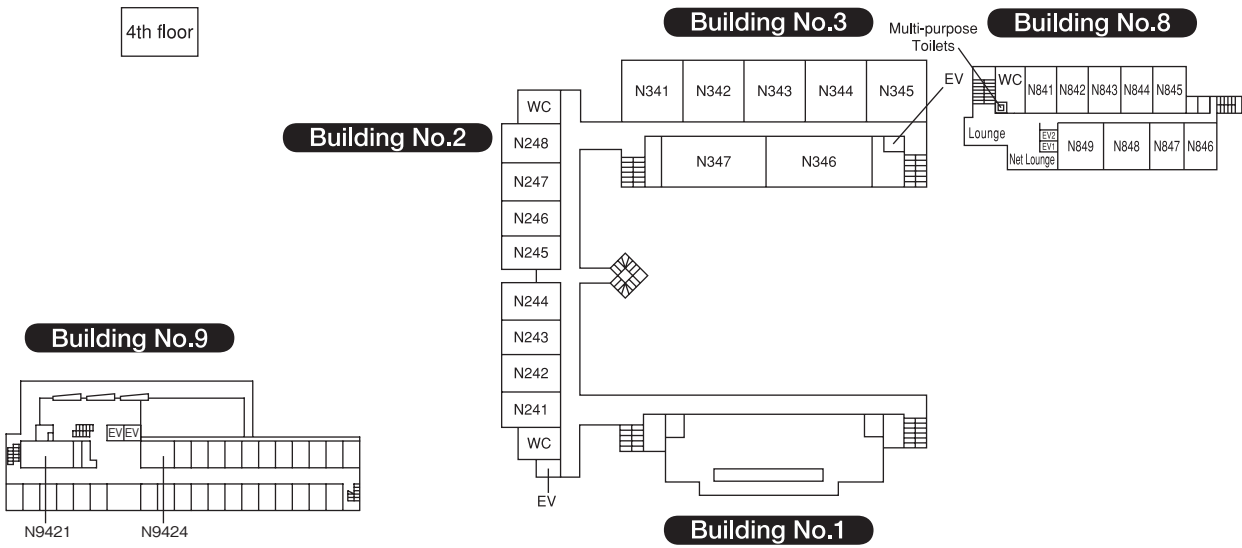 4th floor
Building No.3
Building No.8
Multi-purpose
Toilets
EV
N341
N342
N343
N344
N345
N347
N346
WC
N841
N842
N843
N844
N845
Lounge
EV2
EV1
Net Lounge
N849
N848
N847
N846
Building No.2
WC
N248
N247
N246
N245
N244
N243
N242
N241
WC
EV
Building No.9
EV
EV
N9421
N9424
Building No.1